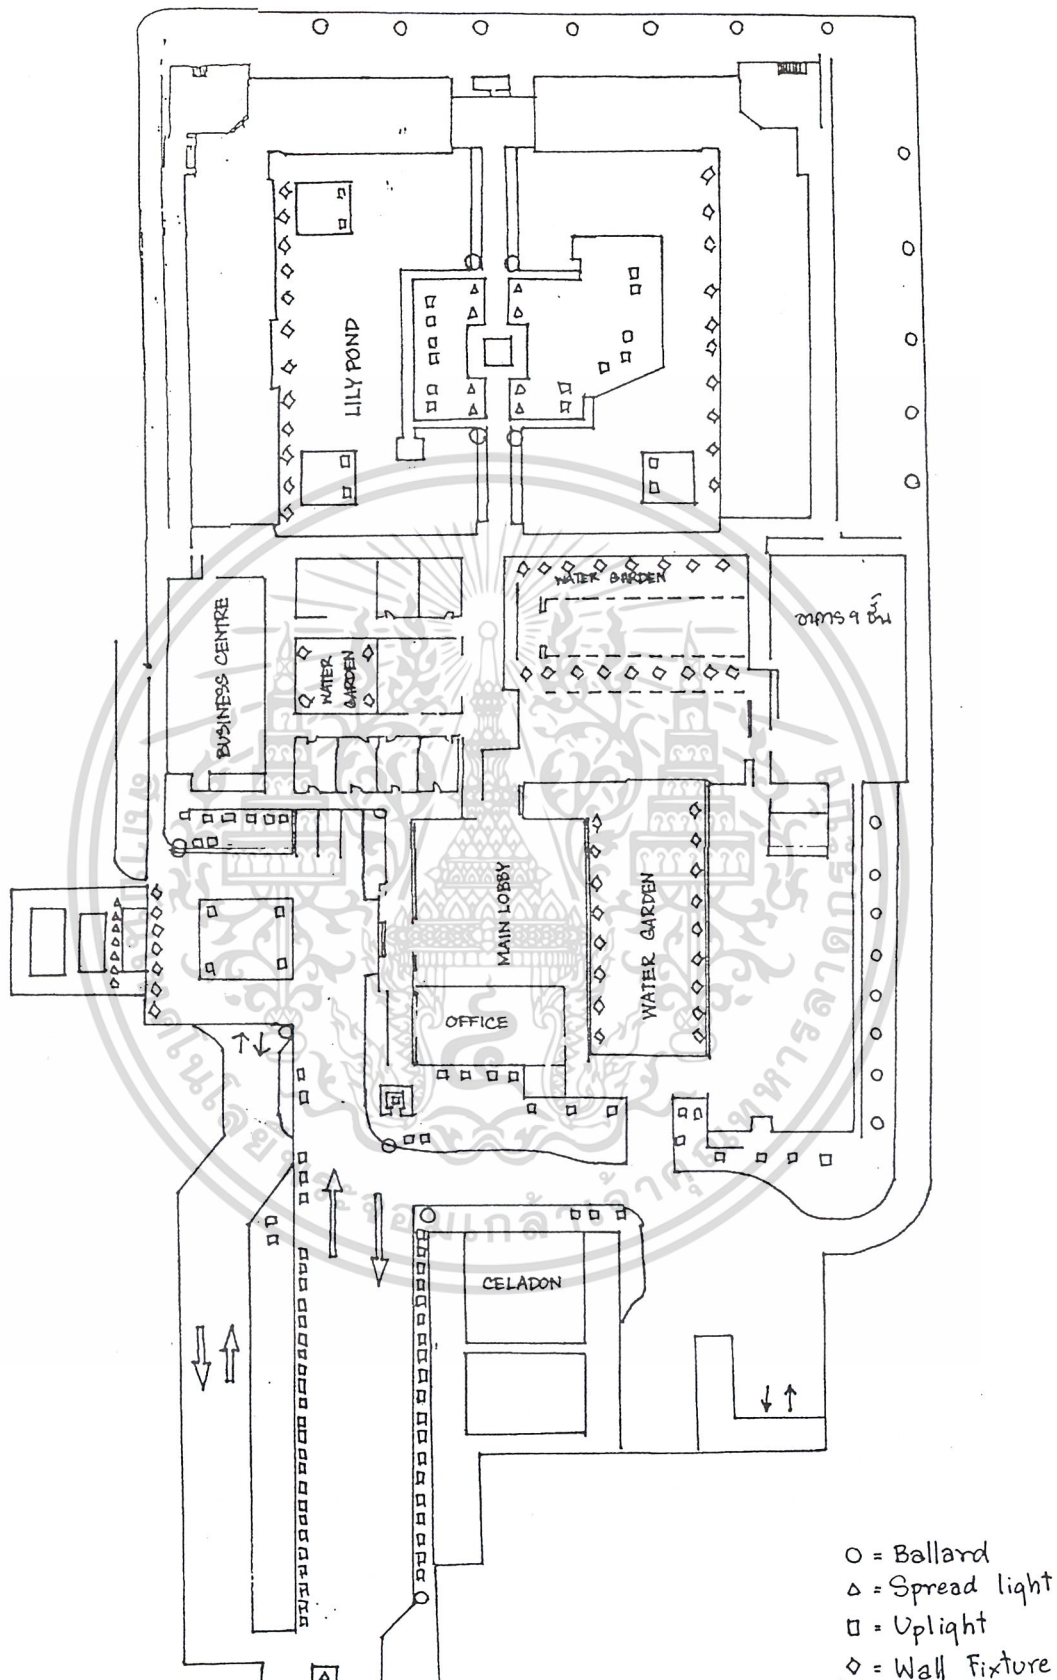 LILY POND
WATER GARDEN
อาคาร 9 ชั้น
BUSINESS CENTRE
WATER
GARDEN
MAIN LOBBY
WATER GARDEN
OFFICE
CELADON
O = Ballard
△ = Spread light
□ = Uplight
◇ = Wall Fixture